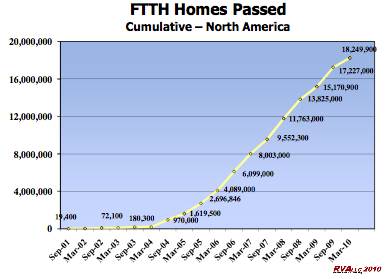 FTTH Homes Passed
Cumulative – North America
20,000,000
16,000,000
12,000,000
8,000,000
4,000,000
0
18,249,900
17,227,000
15,170,900
13,825,000
11,763,000
9,552,300
8,003,000
6,099,000
4,089,000
2,696,846
1,619,500
970,000
180,300
72,100
19,400
Sep-01
Mar-02
Sep-02
Mar-03
Sep-03
Mar-04
Sep-04
Mar-05
Sep-05
Mar-06
Sep-06
Mar-07
Sep-07
Mar-08
Sep-08
Mar-09
Sep-09
Mar-10
RVA LLC 2010